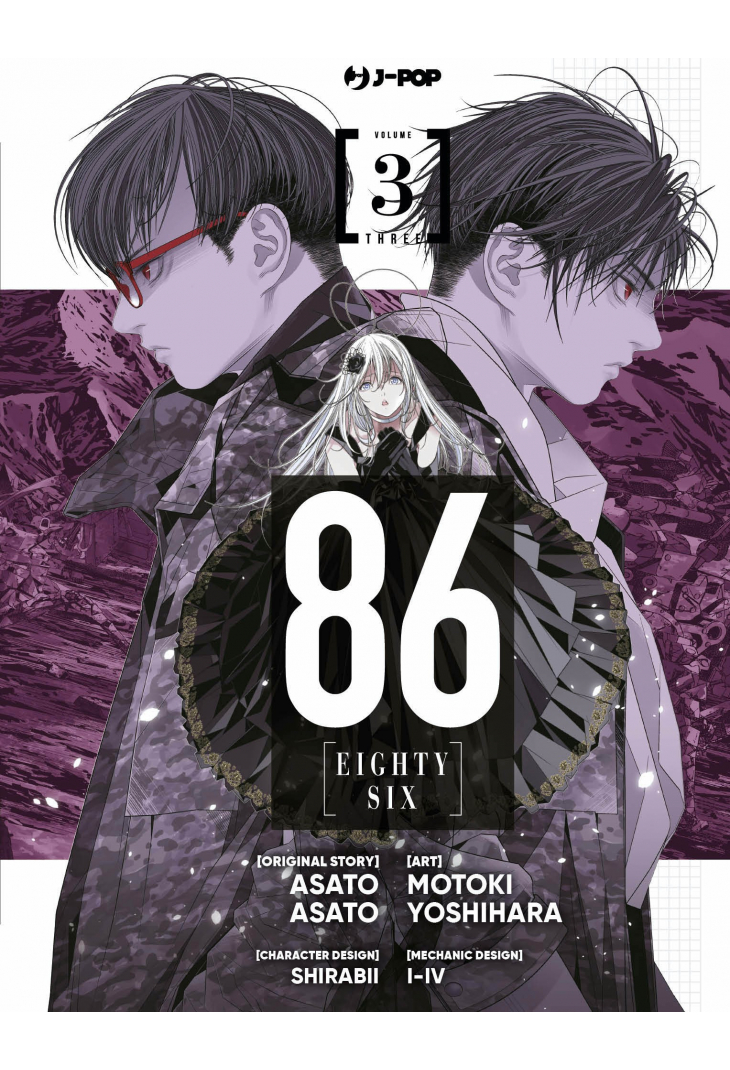 J-POP
VOLUME
3
THREE
86
EIGHTY
SIX
[ORIGINAL STORY]
ASATO
ASATO
[ART]
MOTOKI
YOSHIHARA
[CHARACTER DESIGN]
SHIRABII
[MECHANIC DESIGN]
I-IV